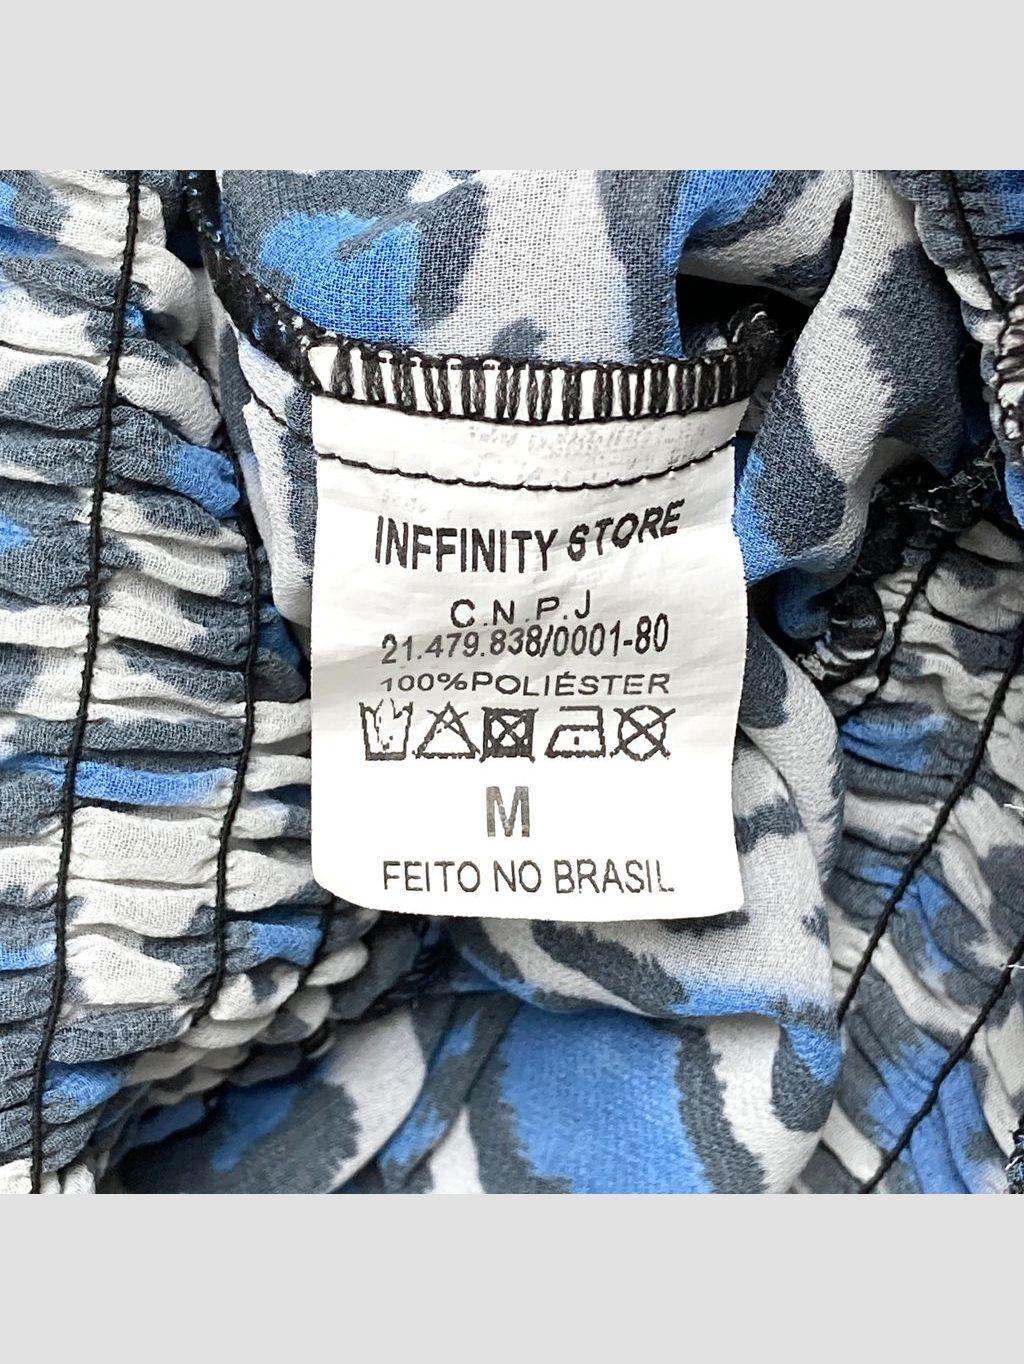 INFFINITY STORE
C.N.P.J
21.479.838/0001-80
100%POLIÉSTER
M
FEITO NO BRASIL